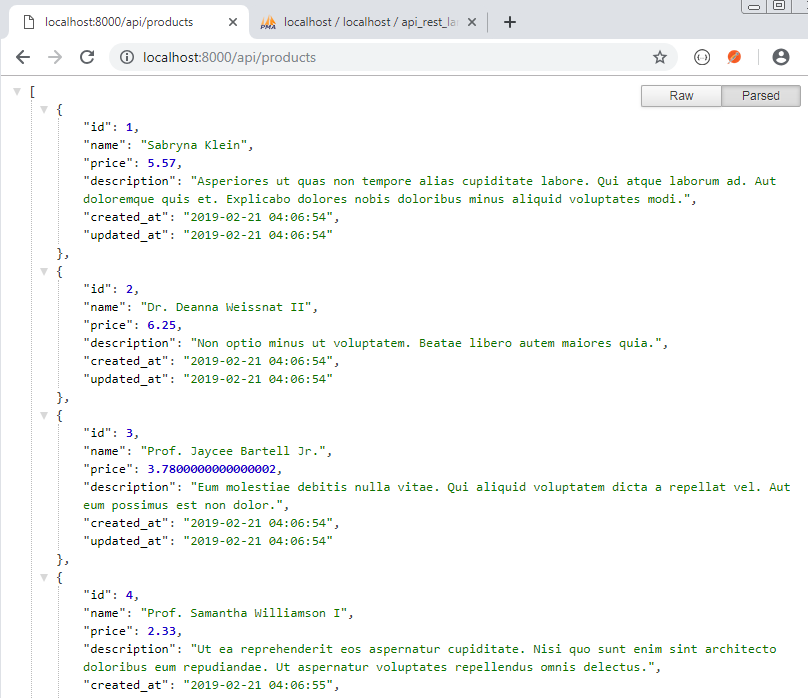 localhost:8000/api/products
PMA localhost / localhost / api_rest_la
localhost:8000/api/products
Raw Parsed
[
{
"id": 1,
"name": "Sabryna Klein",
"price": 5.57,
"description": "Asperiores ut quas non tempore alias cupiditate labore. Qui atque laborum ad. Aut
doloremque quis et. Explicabo dolores nobis doloribus minus aliquid voluptates modi.",
"created_at": "2019-02-21 04:06:54",
"updated_at": "2019-02-21 04:06:54"
},
{
"id": 2,
"name": "Dr. Deanna Weissnat II",
"price": 6.25,
"description": "Non optio minus ut voluptatem. Beatae libero autem maiores quia.",
"created_at": "2019-02-21 04:06:54",
"updated_at": "2019-02-21 04:06:54"
},
{
"id": 3,
"name": "Prof. Jaycee Bartell Jr.",
"price": 3.7800000000000002,
"description": "Eum molestiae debitis nulla vitae. Qui aliquid voluptatem dicta a repellat vel. Aut
eum possimus est non dolor.",
"created_at": "2019-02-21 04:06:54",
"updated_at": "2019-02-21 04:06:54"
},
{
"id": 4,
"name": "Prof. Samantha Williamson I",
"price": 2.33,
"description": "Ut ea reprehenderit eos aspernatur cupiditate. Nisi quo sunt enim sint architecto
doloribus eum repudiandae. Ut aspernatur voluptates repellendus omnis delectus.",
"created_at": "2019-02-21 04:06:55",